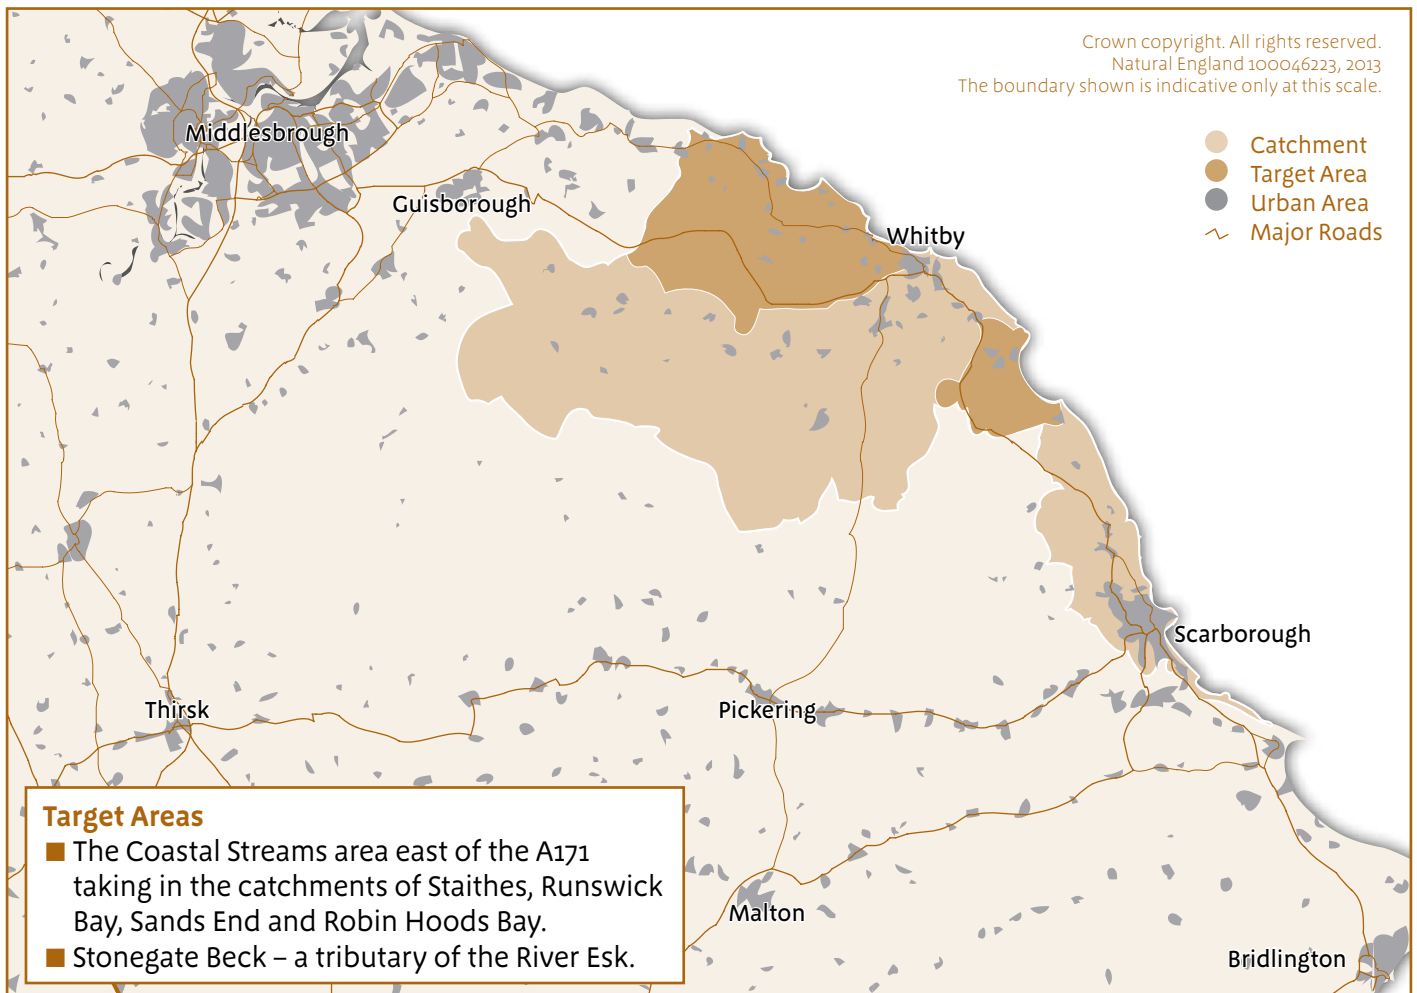 Crown copyright. All rights reserved.
Natural England 100046223, 2013
The boundary shown is indicative only at this scale.
Catchment
Target Area
Urban Area
Major Roads
Middlesbrough
Guisborough
Whitby
Scarborough
Thirsk
Pickering
Malton
Bridlington
Target Areas
■ The Coastal Streams area east of the A171
taking in the catchments of Staithes, Runswick
Bay, Sands End and Robin Hoods Bay.
■ Stonegate Beck – a tributary of the River Esk.